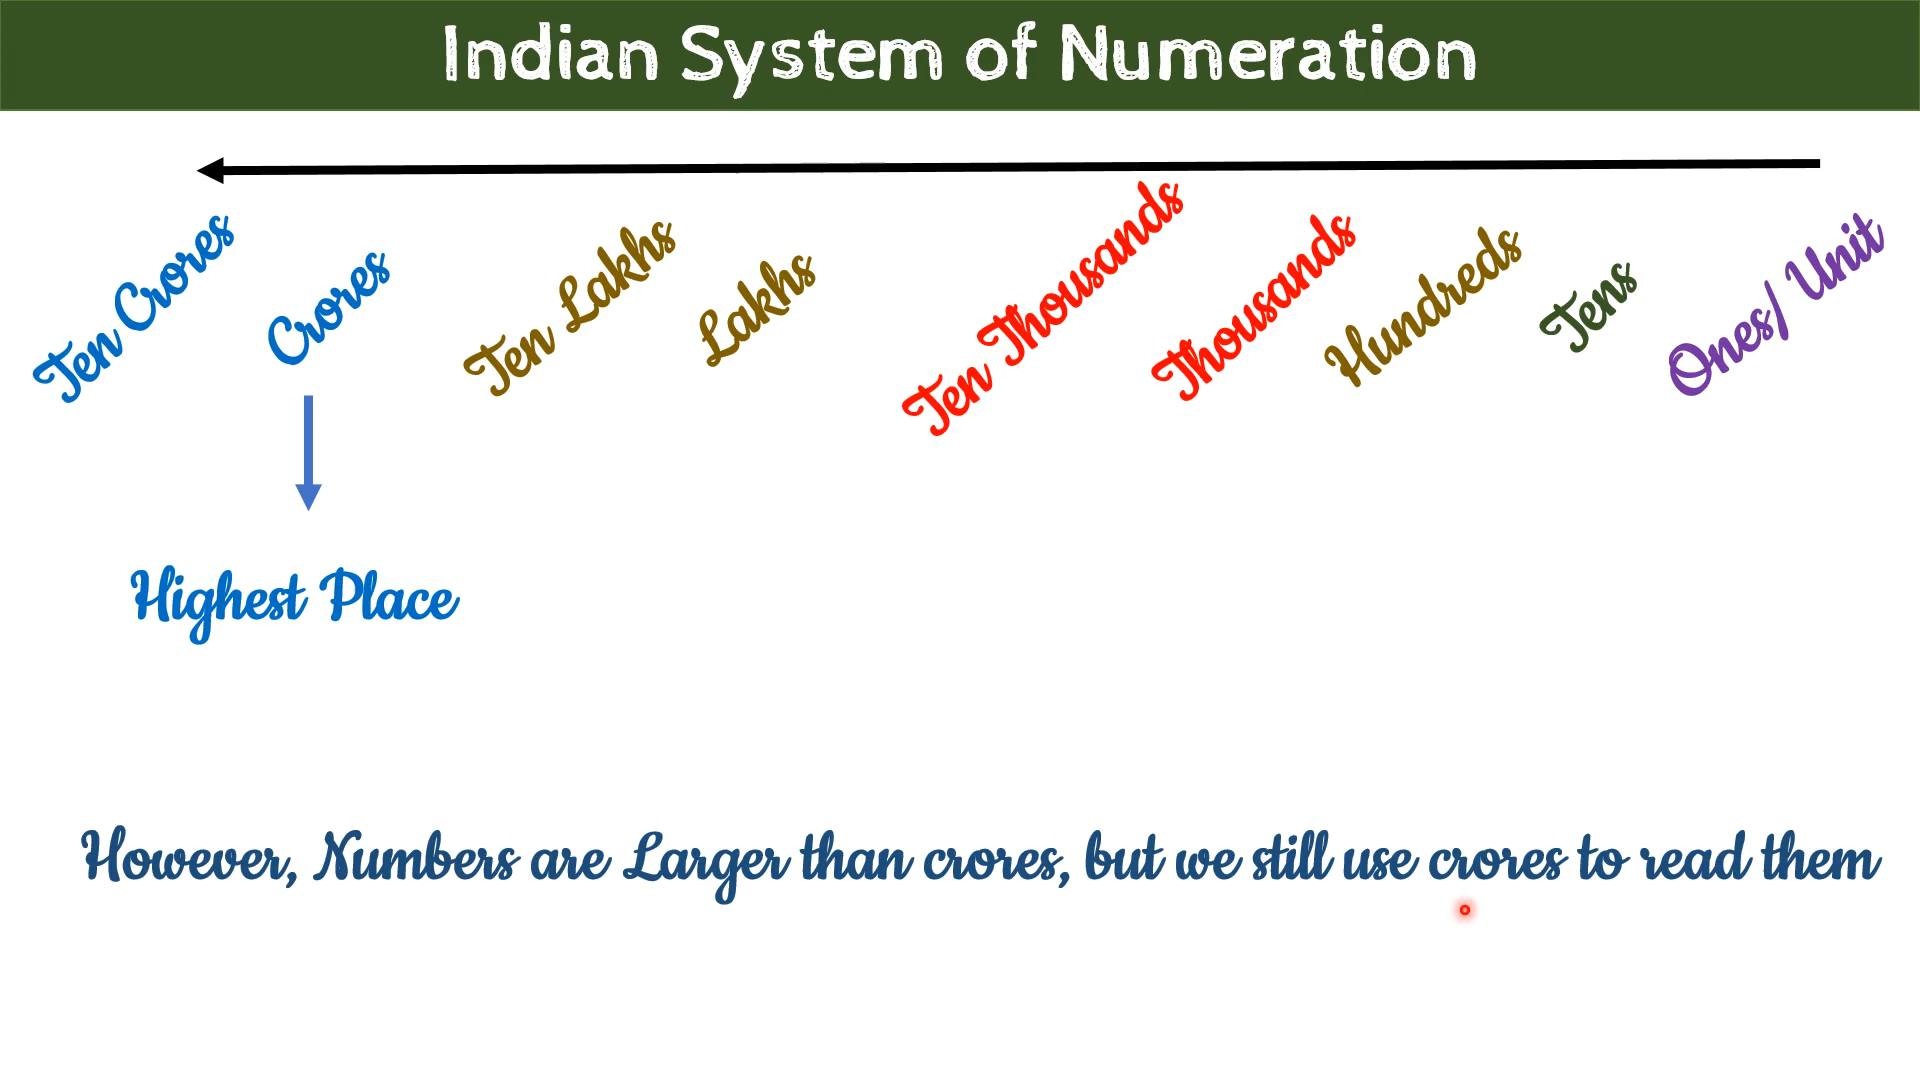 Indian System of Numeration
Ten Crores
Crores
Ten Lakhs
Lakhs
Ten Thousands
Thousands
Hundreds
Tens
Ones/ Unit
Highest Place
However, Numbers are Larger than crores, but we still use crores to read them